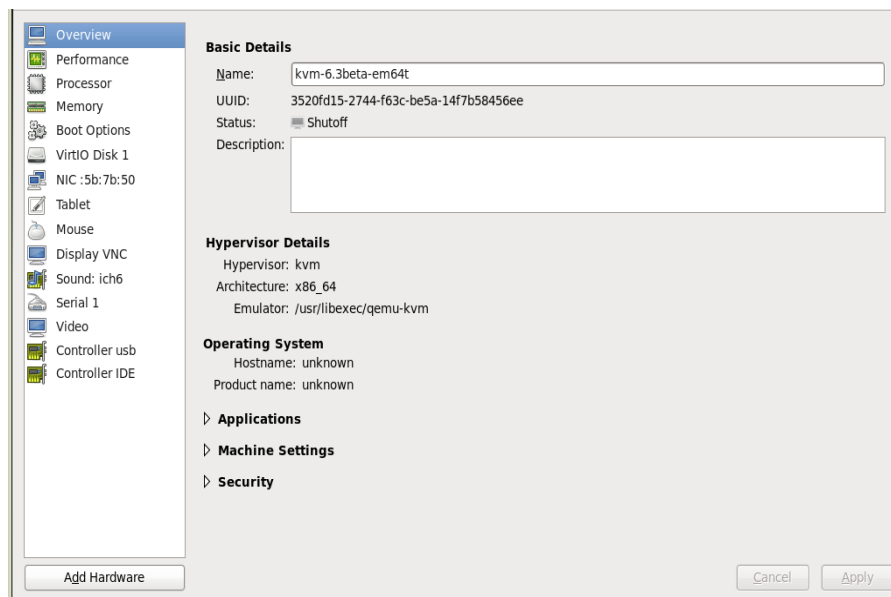 Overview
Performance
Processor
Memory
Boot Options
VirtIO Disk 1
NIC :5b:7b:50
Tablet
Mouse
Display VNC
Sound: ich6
Serial 1
Video
Controller usb
Controller IDE
Add Hardware
Basic Details
Name: kvm-6.3beta-em64t
UUID: 3520fd15-2744-f63c-be5a-14f7b58456ee
Status: Shutoff
Description:
Hypervisor Details
Hypervisor: kvm
Architecture: x86_64
Emulator: /usr/libexec/qemu-kvm
Operating System
Hostname: unknown
Product name: unknown
Applications
Machine Settings
Security
Cancel Apply